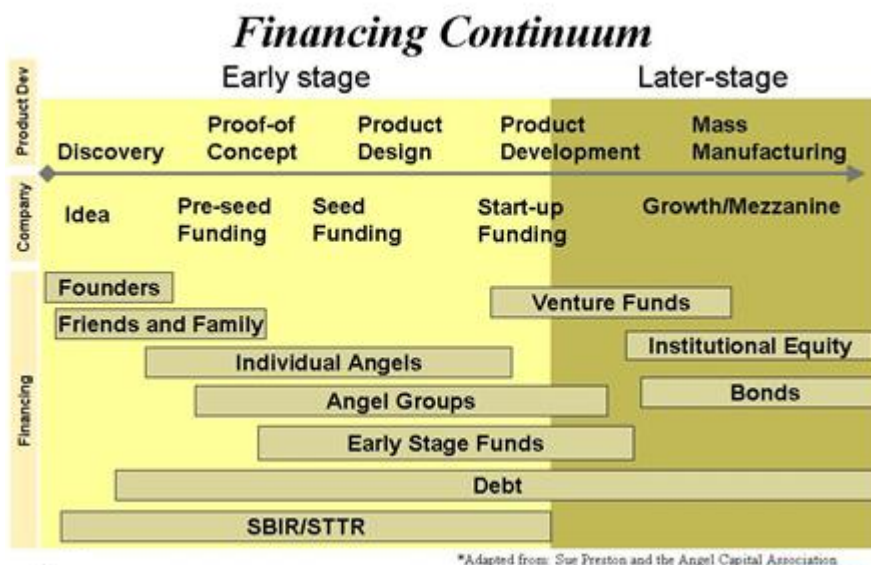 Financing Continuum
Early stage
Later-stage
Product Dev
Discovery
Proof-of
Concept
Product
Design
Product
Development
Mass
Manufacturing
Company
Idea
Pre-seed
Funding
Seed
Funding
Start-up
Funding
Growth/Mezzanine
Financing
Founders
Venture Funds
Friends and Family
Institutional Equity
Individual Angels
Bonds
Angel Groups
Early Stage Funds
Debt
SBIR/STTR
*Adapted from: Sue Preston and the Angel Capital Association